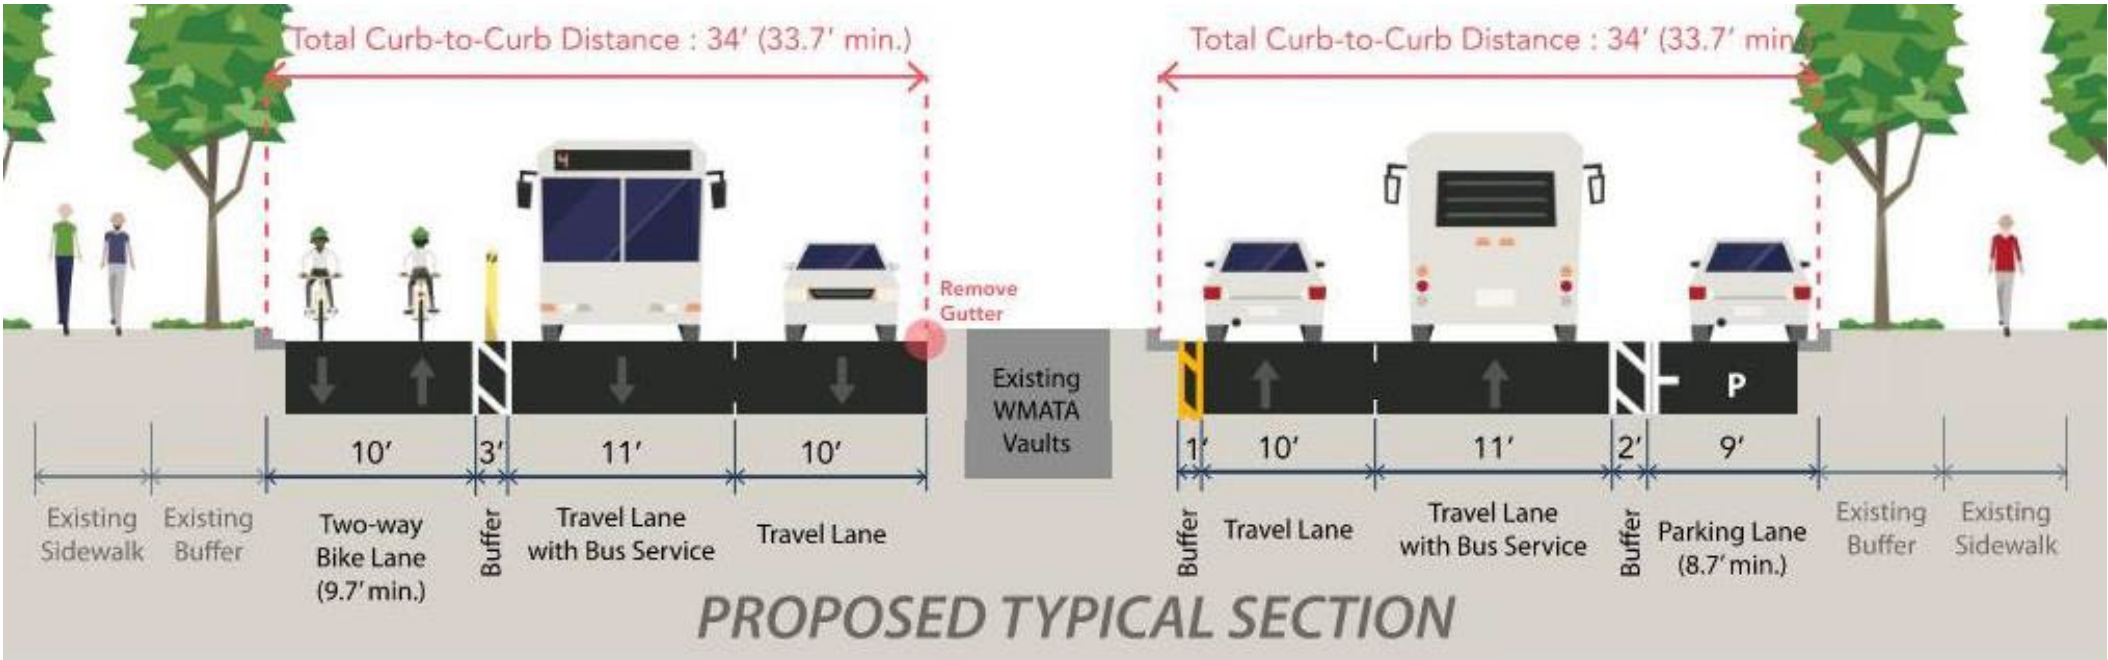 Total Curb-to-Curb Distance : 34′ (33.7′ min.)
Total Curb-to-Curb Distance : 34′ (33.7′ min.)
4
Remove
Gutter
Existing
WMATA
Vaults
P
10′
3′
11′
10′
1′
10′
11′
2′
9′
Existing
Sidewalk
Existing
Buffer
Two-way
Bike Lane
(9.7′ min.)
Buffer
Travel Lane
with Bus Service
Travel Lane
Buffer
Travel Lane
Travel Lane
with Bus Service
Buffer
Parking Lane
(8.7′ min.)
Existing
Buffer
Existing
Sidewalk
PROPOSED TYPICAL SECTION